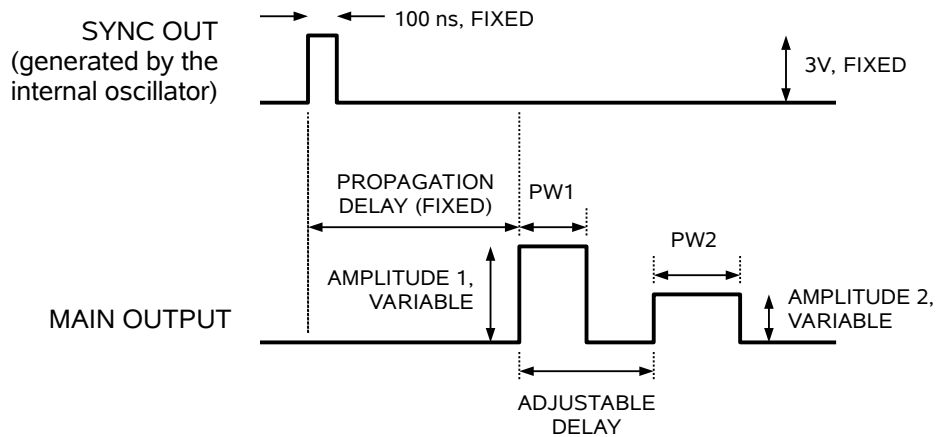 100 ns, FIXED
SYNC OUT
(generated by the
internal oscillator)
3V, FIXED
PROPAGATION
DELAY (FIXED)
PW1
PW2
AMPLITUDE 1,
VARIABLE
AMPLITUDE 2,
VARIABLE
MAIN OUTPUT
ADJUSTABLE
DELAY